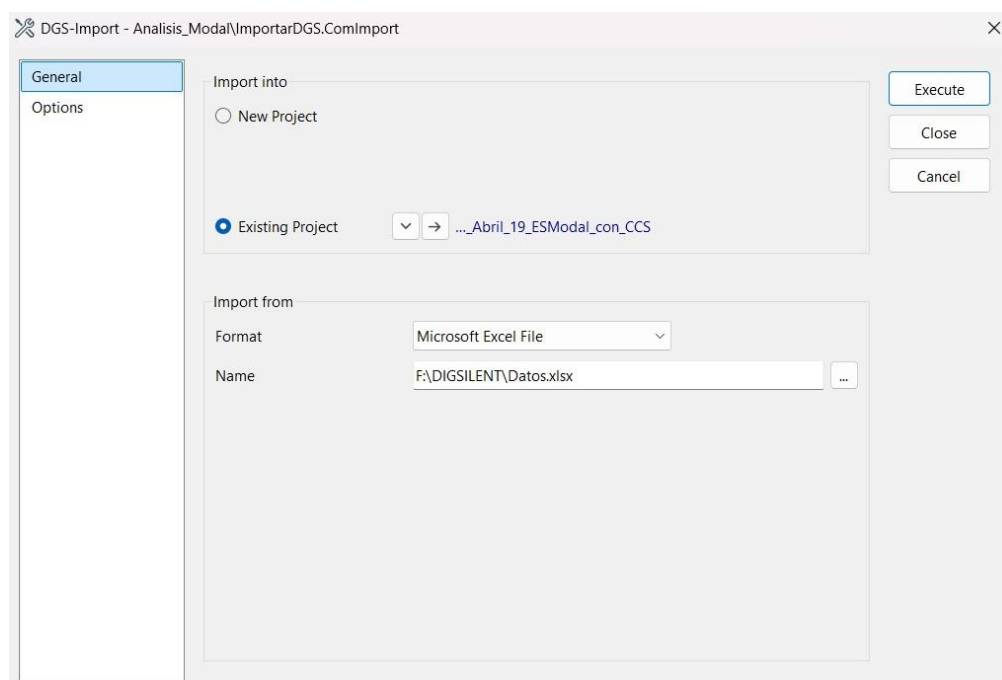 DGS-Import - Analisis_Modal\ImportarDGS.ComImport
General
Options
Import into
New Project
Existing Project
..._Abril_19_ESModal_con_CCS
Import from
Format
Microsoft Excel File
Name
F:\DIGSILENT\Datos.xlsx
...
Execute
Close
Cancel